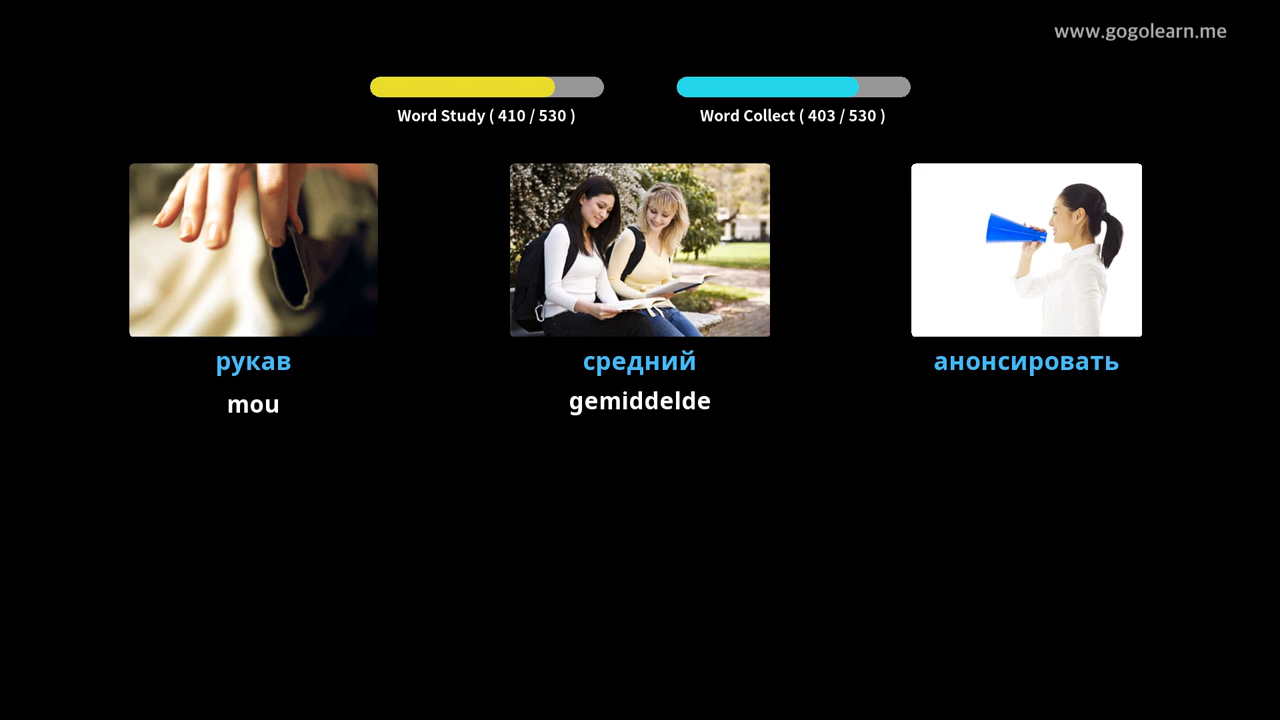 www.gogolearn.me
Word Study ( 410 / 530 )
Word Collect ( 403 / 530 )
рукав
средний
анонсировать
mou
gemiddelde